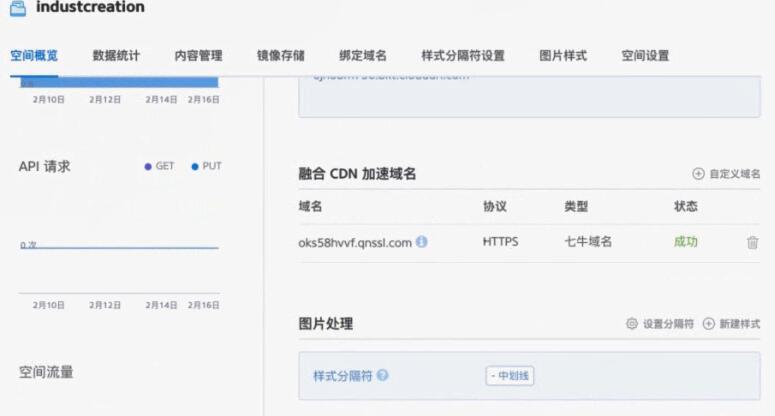 industcreation
空间概览 数据统计 内容管理 镜像存储 绑定域名 样式分隔符设置 图片样式 空间设置
2月10日 2月12日 2月14日 2月16日
API 请求 GET PUT
0 次
2月10日 2月12日 2月14日 2月16日
空间流量
融合 CDN 加速域名 自定义域名
域名 协议 类型 状态
oks58hvvf.qnssl.com HTTPS 七牛域名 成功
图片处理 设置分隔符 新建样式
样式分隔符 - 中划线